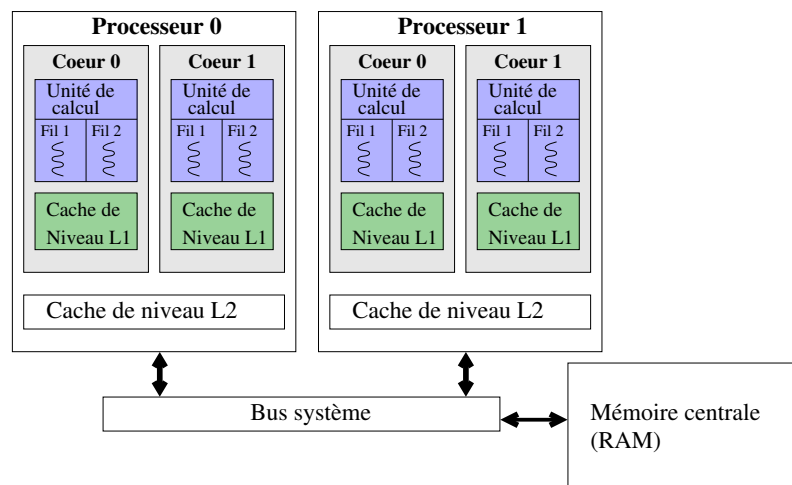 Processeur 0
Coeur 0
Unité de
calcul
Fil 1
Fil 2
Cache de
Niveau L1
Coeur 1
Unité de
calcul
Fil 1
Fil 2
Cache de
Niveau L1
Cache de niveau L2
Processeur 1
Coeur 0
Unité de
calcul
Fil 1
Fil 2
Cache de
Niveau L1
Coeur 1
Unité de
calcul
Fil 1
Fil 2
Cache de
Niveau L1
Cache de niveau L2
Bus système
Mémoire centrale
(RAM)